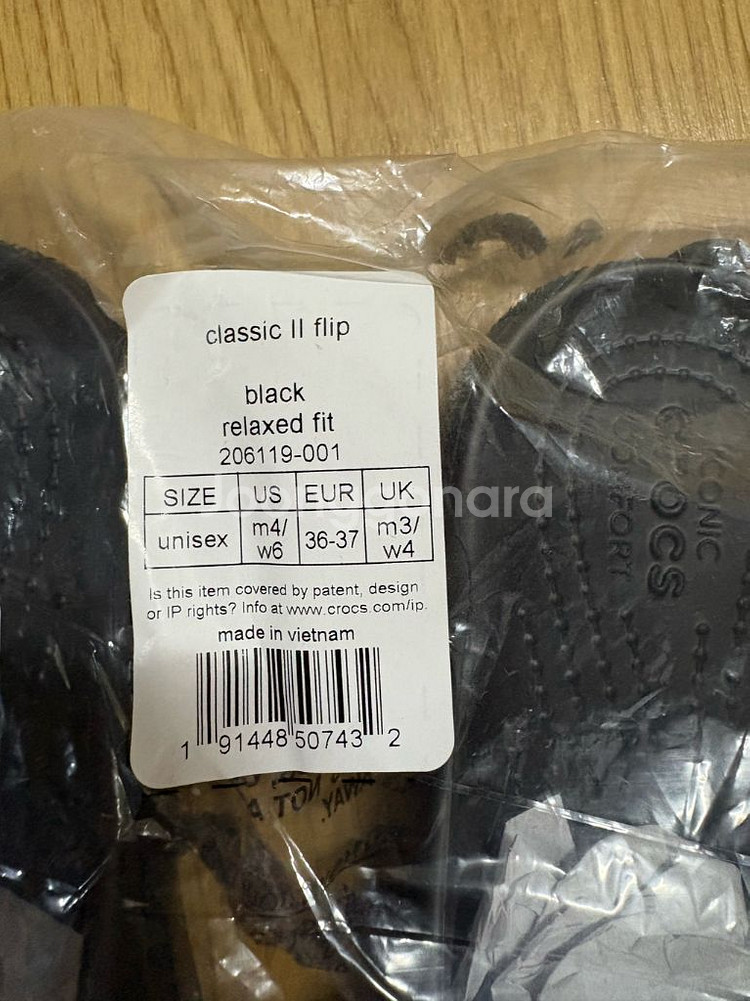 classic II flip
black
relaxed fit
206119-001
SIZE US EUR UK
unisex m4/w6 36-37 m3/w4
Is this item covered by patent, design
or IP rights? Info at www.crocs.com/ip.
made in vietnam
1 91448 50743 2
ICONIC
crocs
COMFORT
A TON
AWAY.